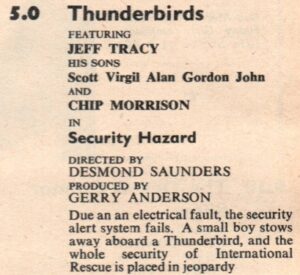 5.0 Thunderbirds
FEATURING
JEFF TRACY
HIS SONS
Scott Virgil Alan Gordon John
AND
CHIP MORRISON
IN
Security Hazard
DIRECTED BY
DESMOND SAUNDERS
PRODUCED BY
GERRY ANDERSON
Due an an electrical fault, the security
alert system fails. A small boy stows
away aboard a Thunderbird, and the
whole security of International
Rescue is placed in jeopardy